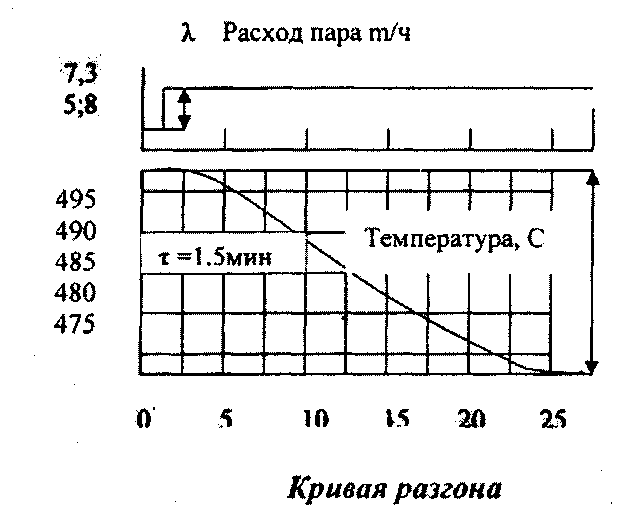 λ Расход пара m/ч
7,3
5;8
495
490
485
480
475
Температура, С
τ =1.5мин
0 5 10 15 20 25
Кривая разгона